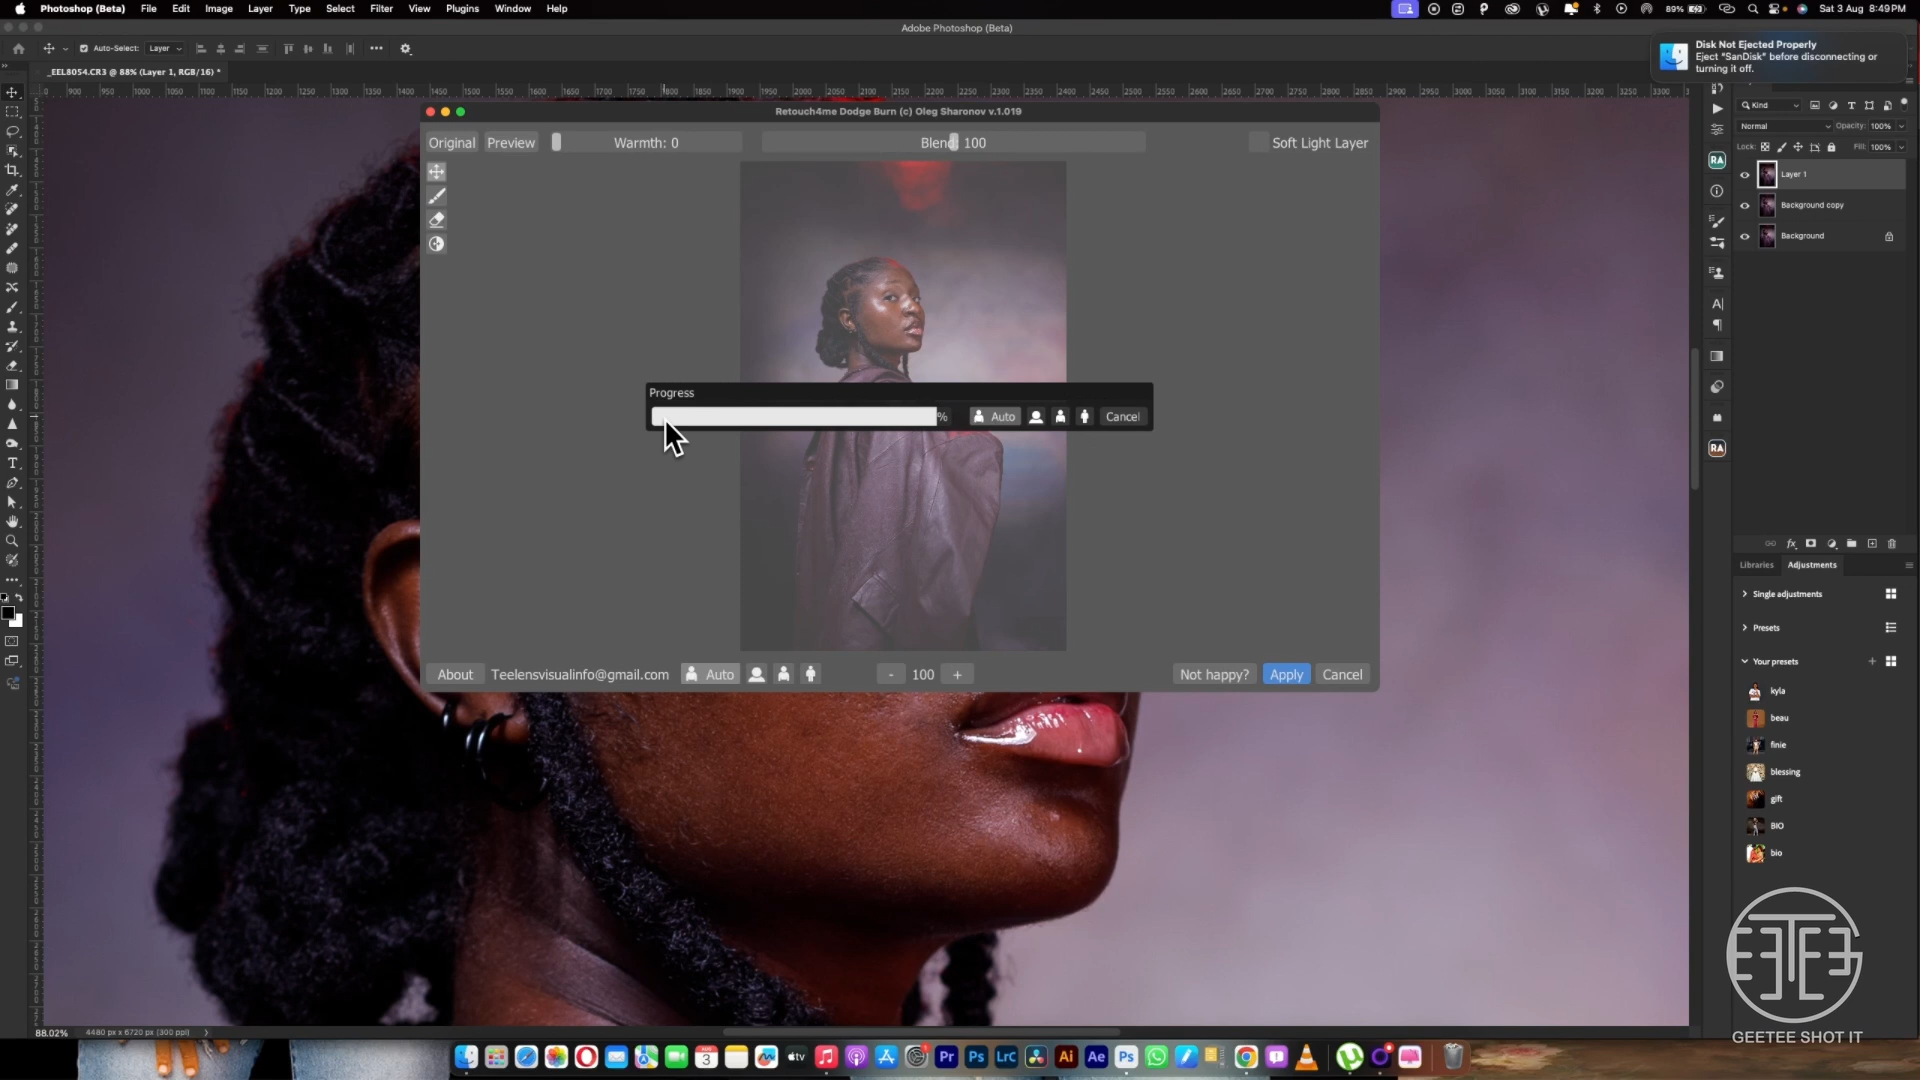 Photoshop (Beta) File Edit Image Layer Type Select Filter View Plugins Window Help
89% Sat 3 Aug 8:49 PM
Adobe Photoshop (Beta)
Auto-Select: Layer
Disk Not Ejected Properly
Eject "SanDisk" before disconnecting or
turning it off.
_EEL8054.CR3 @ 88% (Layer 1, RGB/16) *
Retouch4me Dodge Burn (c) Oleg Sharonov v.1.019
Original Preview Warmth: 0 Blend: 100 Soft Light Layer
Progress
% Auto Cancel
About Teelensvisualinfo@gmail.com Auto - 100 + Not happy? Apply Cancel
Kind
Normal Opacity: 100%
Lock: Fill: 100%
Layer 1
Background copy
Background
Libraries Adjustments
Single adjustments
Presets
Your presets
kyla
beau
finie
blessing
gift
BIO
bio
88.02% 4480 px x 6720 px (300 ppi)
GEETEE SHOT IT